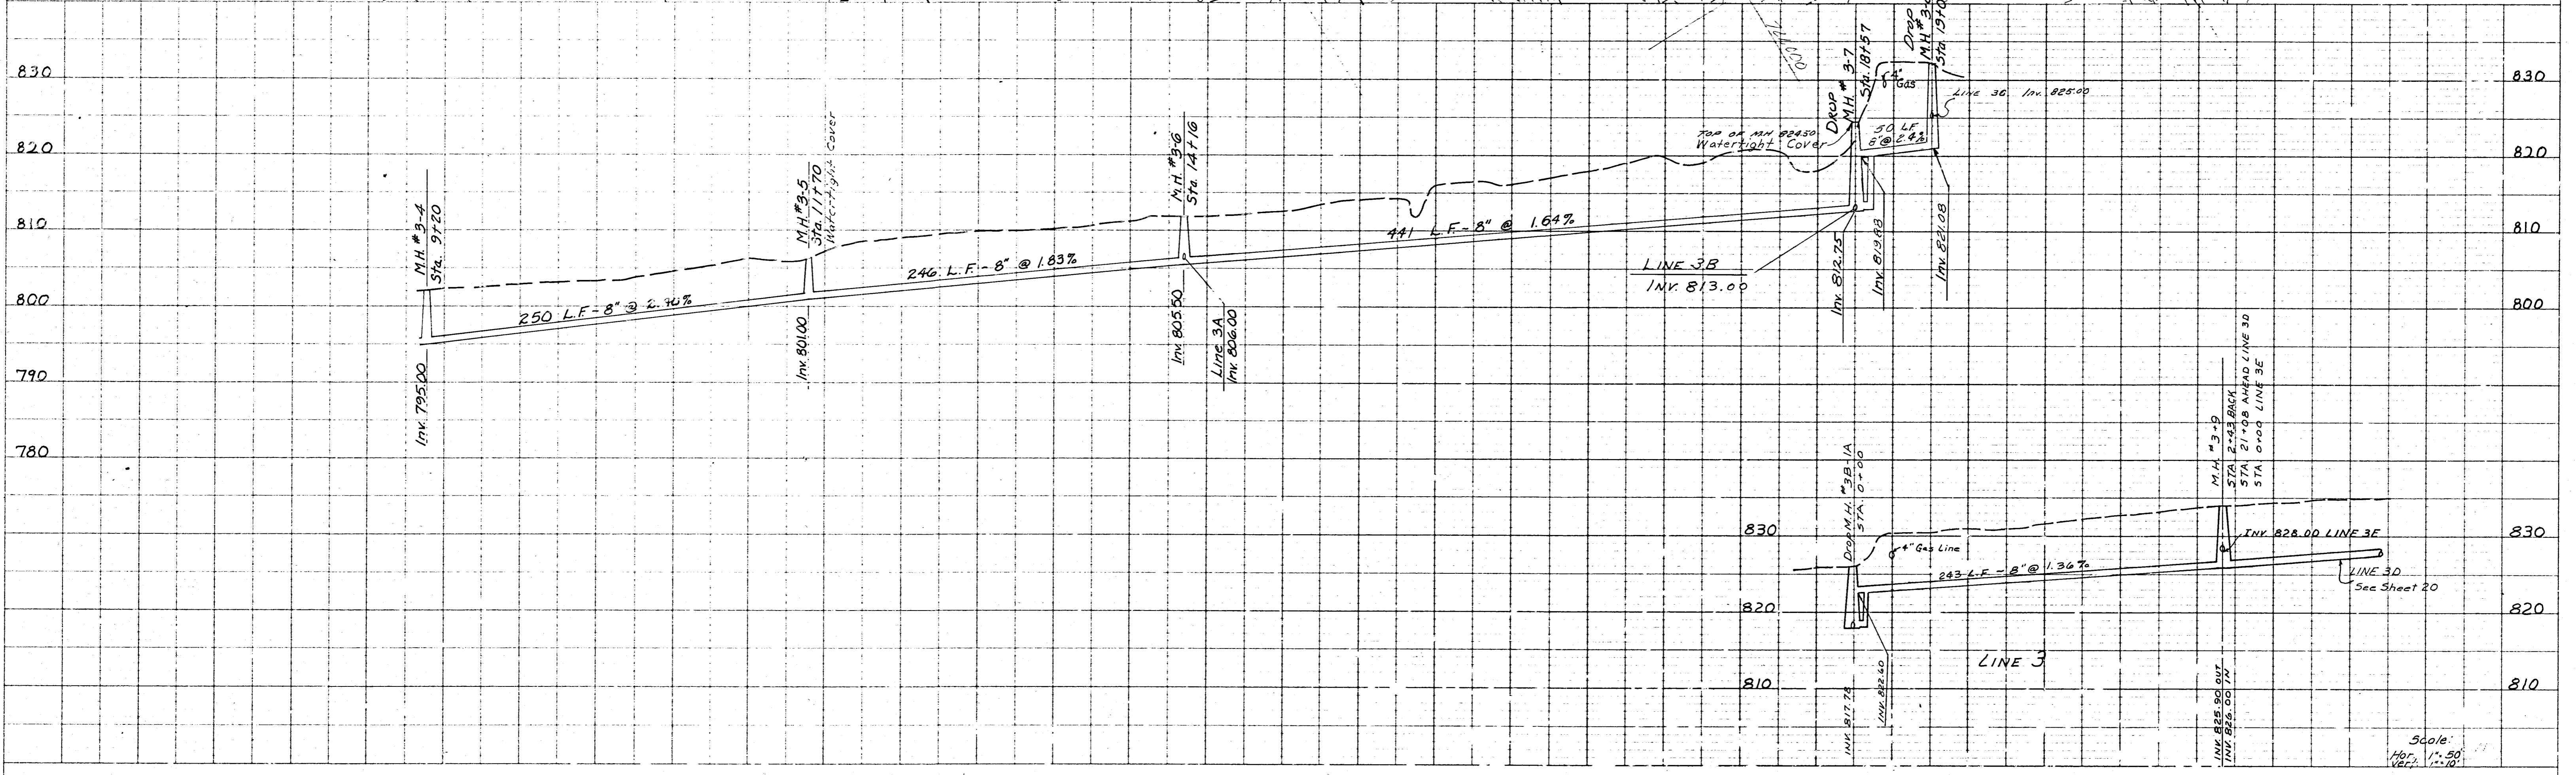 830
820
810
800
790
780
M.H. #3-4
Sta. 9+20
Inv. 795.00
250 L.F. - 8" @
M.H. #3-5
Sta. 11+70
Watertight Cover
Inv. 801.00
246. L.F. - 8" @ 1.83%
M.H. #3-6
Sta. 14+16
Inv. 805.50
Line 3A
Inv. 806.00
441 L.F. - 8" @ 1.64%
LINE 3B
INV. 813.00
TOP OF MH 824.50
Watertight Cover
DROP
M.H. # 3-7
Sta. 18+57
4"
Gas
50 LF
8" @ 2.4%
Inv. 812.75
Inv. 819.88
Inv. 821.08
Drop
M.H. #
Inv. 825.00
830
820
810
800
Drop M.H. #3B-1A
STA. 0+00
4" Gas Line
243 L.F. - 8" @ 1.36%
INV. 817.78
INV. 822.60
LINE 3
M.H. #3+9
STA. 2+43 BACK
STA. 21+08 AHEAD LINE 3D
STA. 0+00 LINE 3E
INV. 828.00 LINE 3E
LINE 3D
See Sheet 20
INV. 825.90 OUT
INV. 826.00 IN
830
820
810
830
820
810
Scale:
Hor. 1"=50'
Vert. 1"=10'